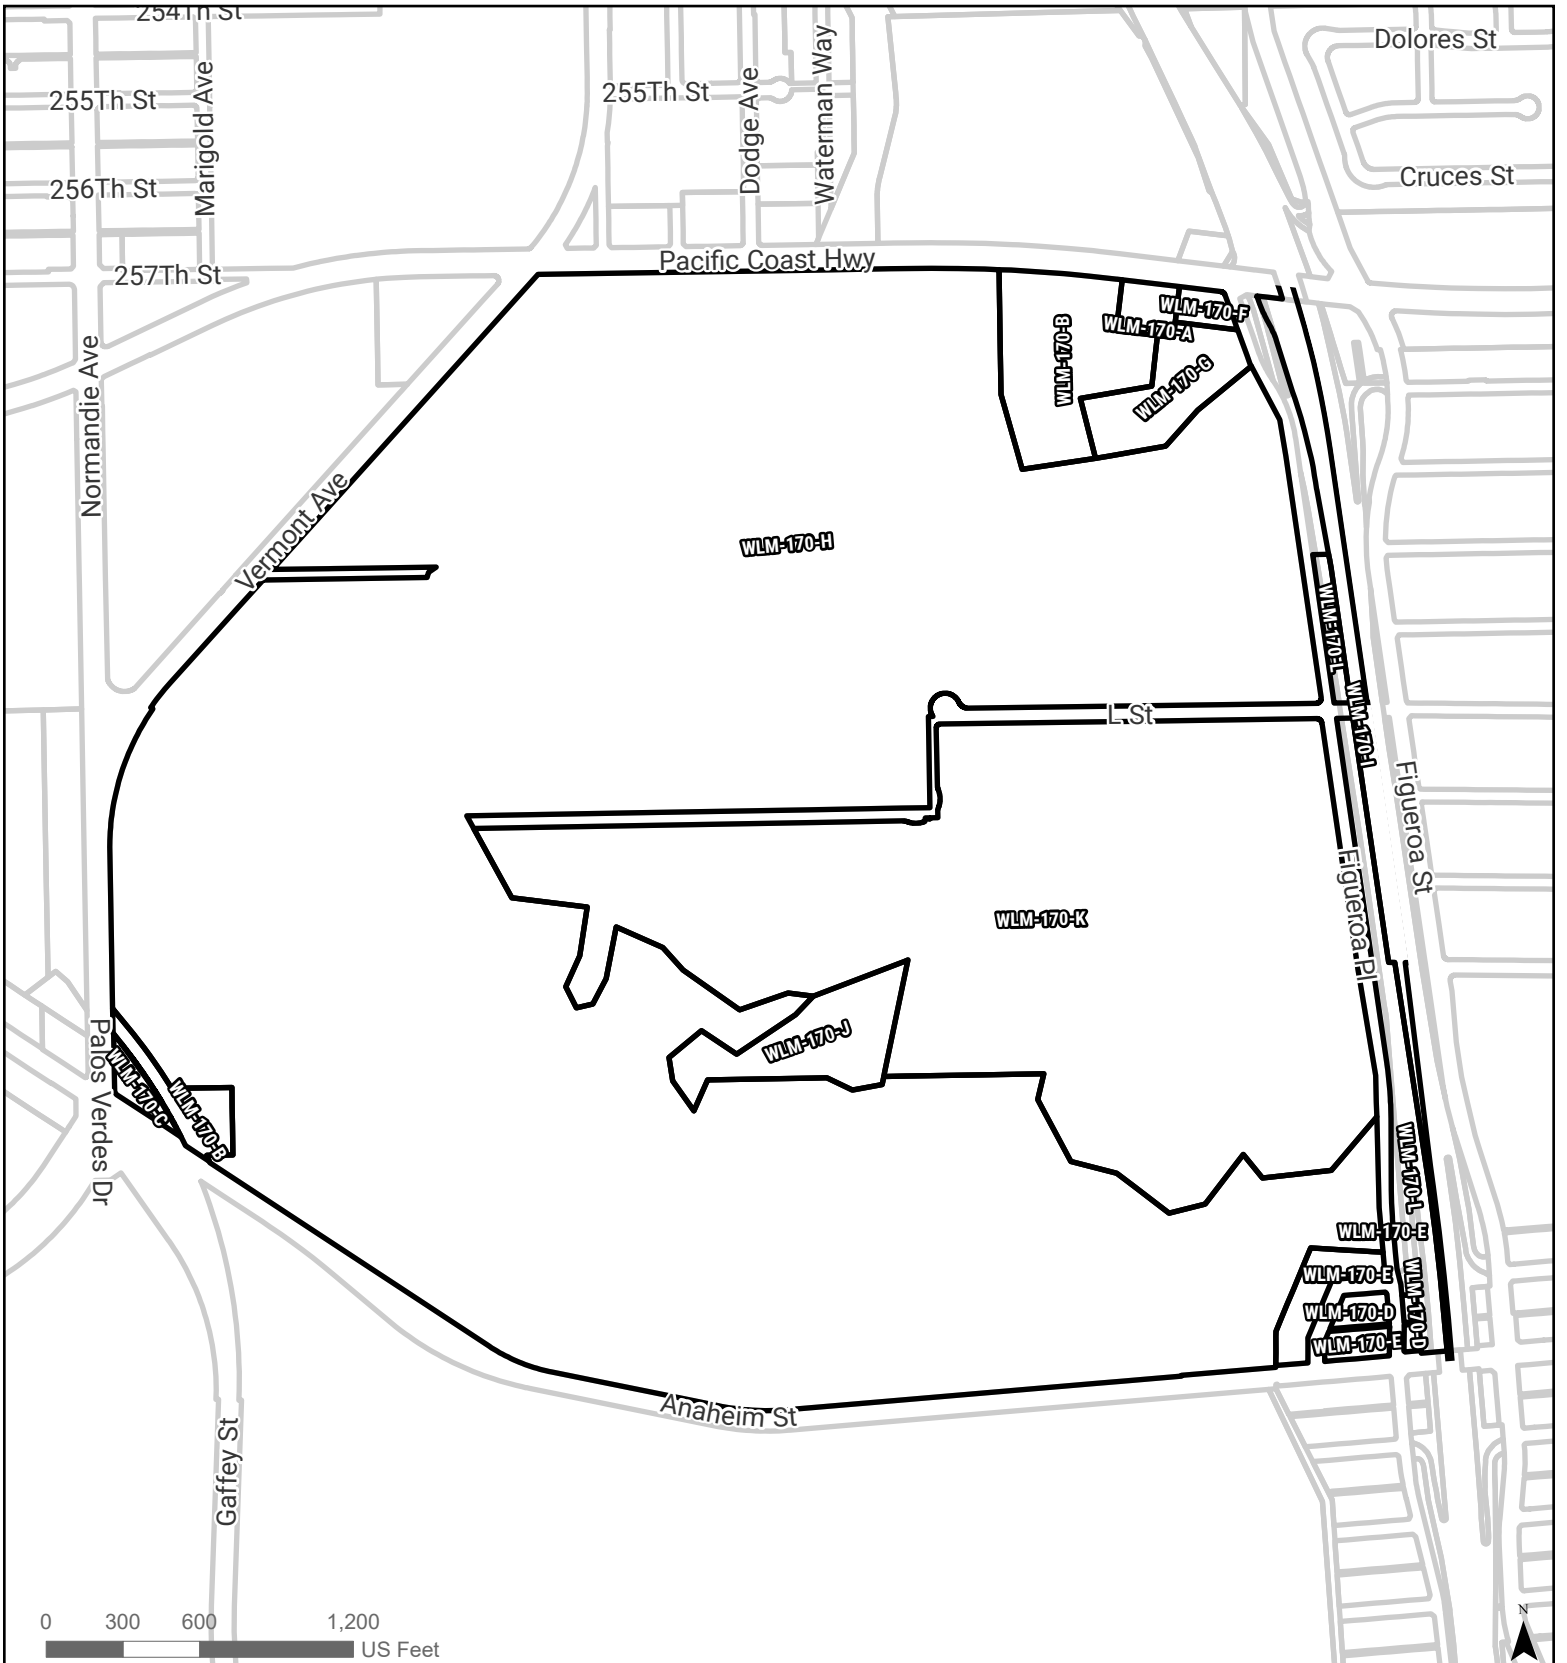 254Th St
Dolores St
Marigold Ave
Waterman Way
Dodge Ave
255Th St
255Th St
256Th St
Cruces St
Pacific Coast Hwy
257Th St
WLM-170-F
WLM-170-A
WLM-170-B
WLM-170-G
Normandie Ave
Vermont Ave
WLM-170-H
WLM-170-L
WLM-170-I
L St
Figueroa St
Figueroa Pl
WLM-170-K
WLM-170-J
Palos Verdes Dr
WLM-170-C
WLM-170-B
WLM-170-L
WLM-170-E
WLM-170-E
WLM-170-D
WLM-170-D
WLM-170-E
Anaheim St
Gaffey St
0 300 600 1,200
US Feet
N